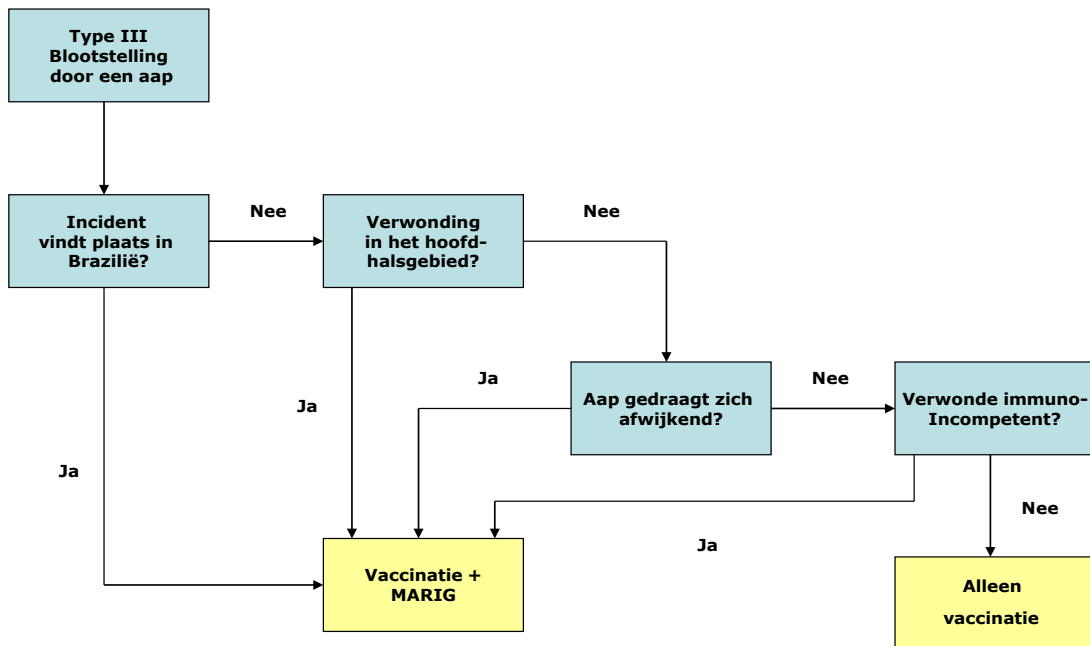 Type III
Blootstelling
door een aap
Incident
vindt plaats in
Brazilië?
Nee
Verwonding
in het hoofd-
halsgebied?
Nee
Ja
Ja
Ja
Aap gedraagt zich
afwijkend?
Nee
Verwonde immuno-
Incompetent?
Ja
Nee
Vaccinatie +
MARIG
Alleen
vaccinatie